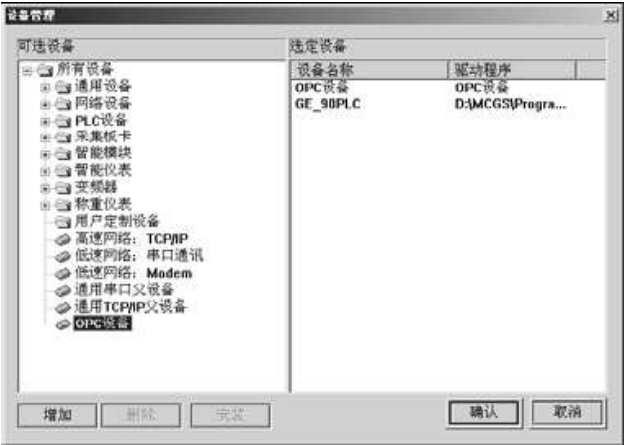 设备管理
可选设备
选定设备
所有设备
通用设备
网络设备
PLC设备
采集板卡
智能模块
智能仪表
变频器
称重仪表
用户定制设备
高速网络：TCP/IP
低速网络：串口通讯
低速网络：Modem
通用串口父设备
通用TCP/IP父设备
OPC设备
设备名称 驱动程序
OPC设备 OPC设备
GE_90PLC D:\MCGS\Progra...
增加 删除 安装 确认 取消